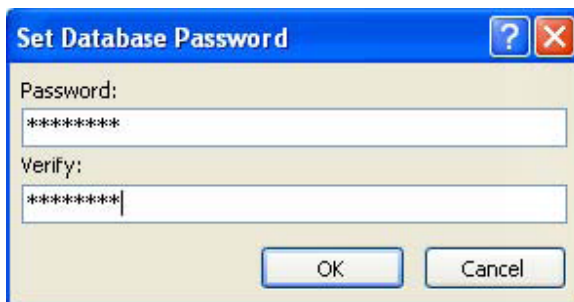 Set Database Password ?
Password:
********
Verify:
********
OK Cancel